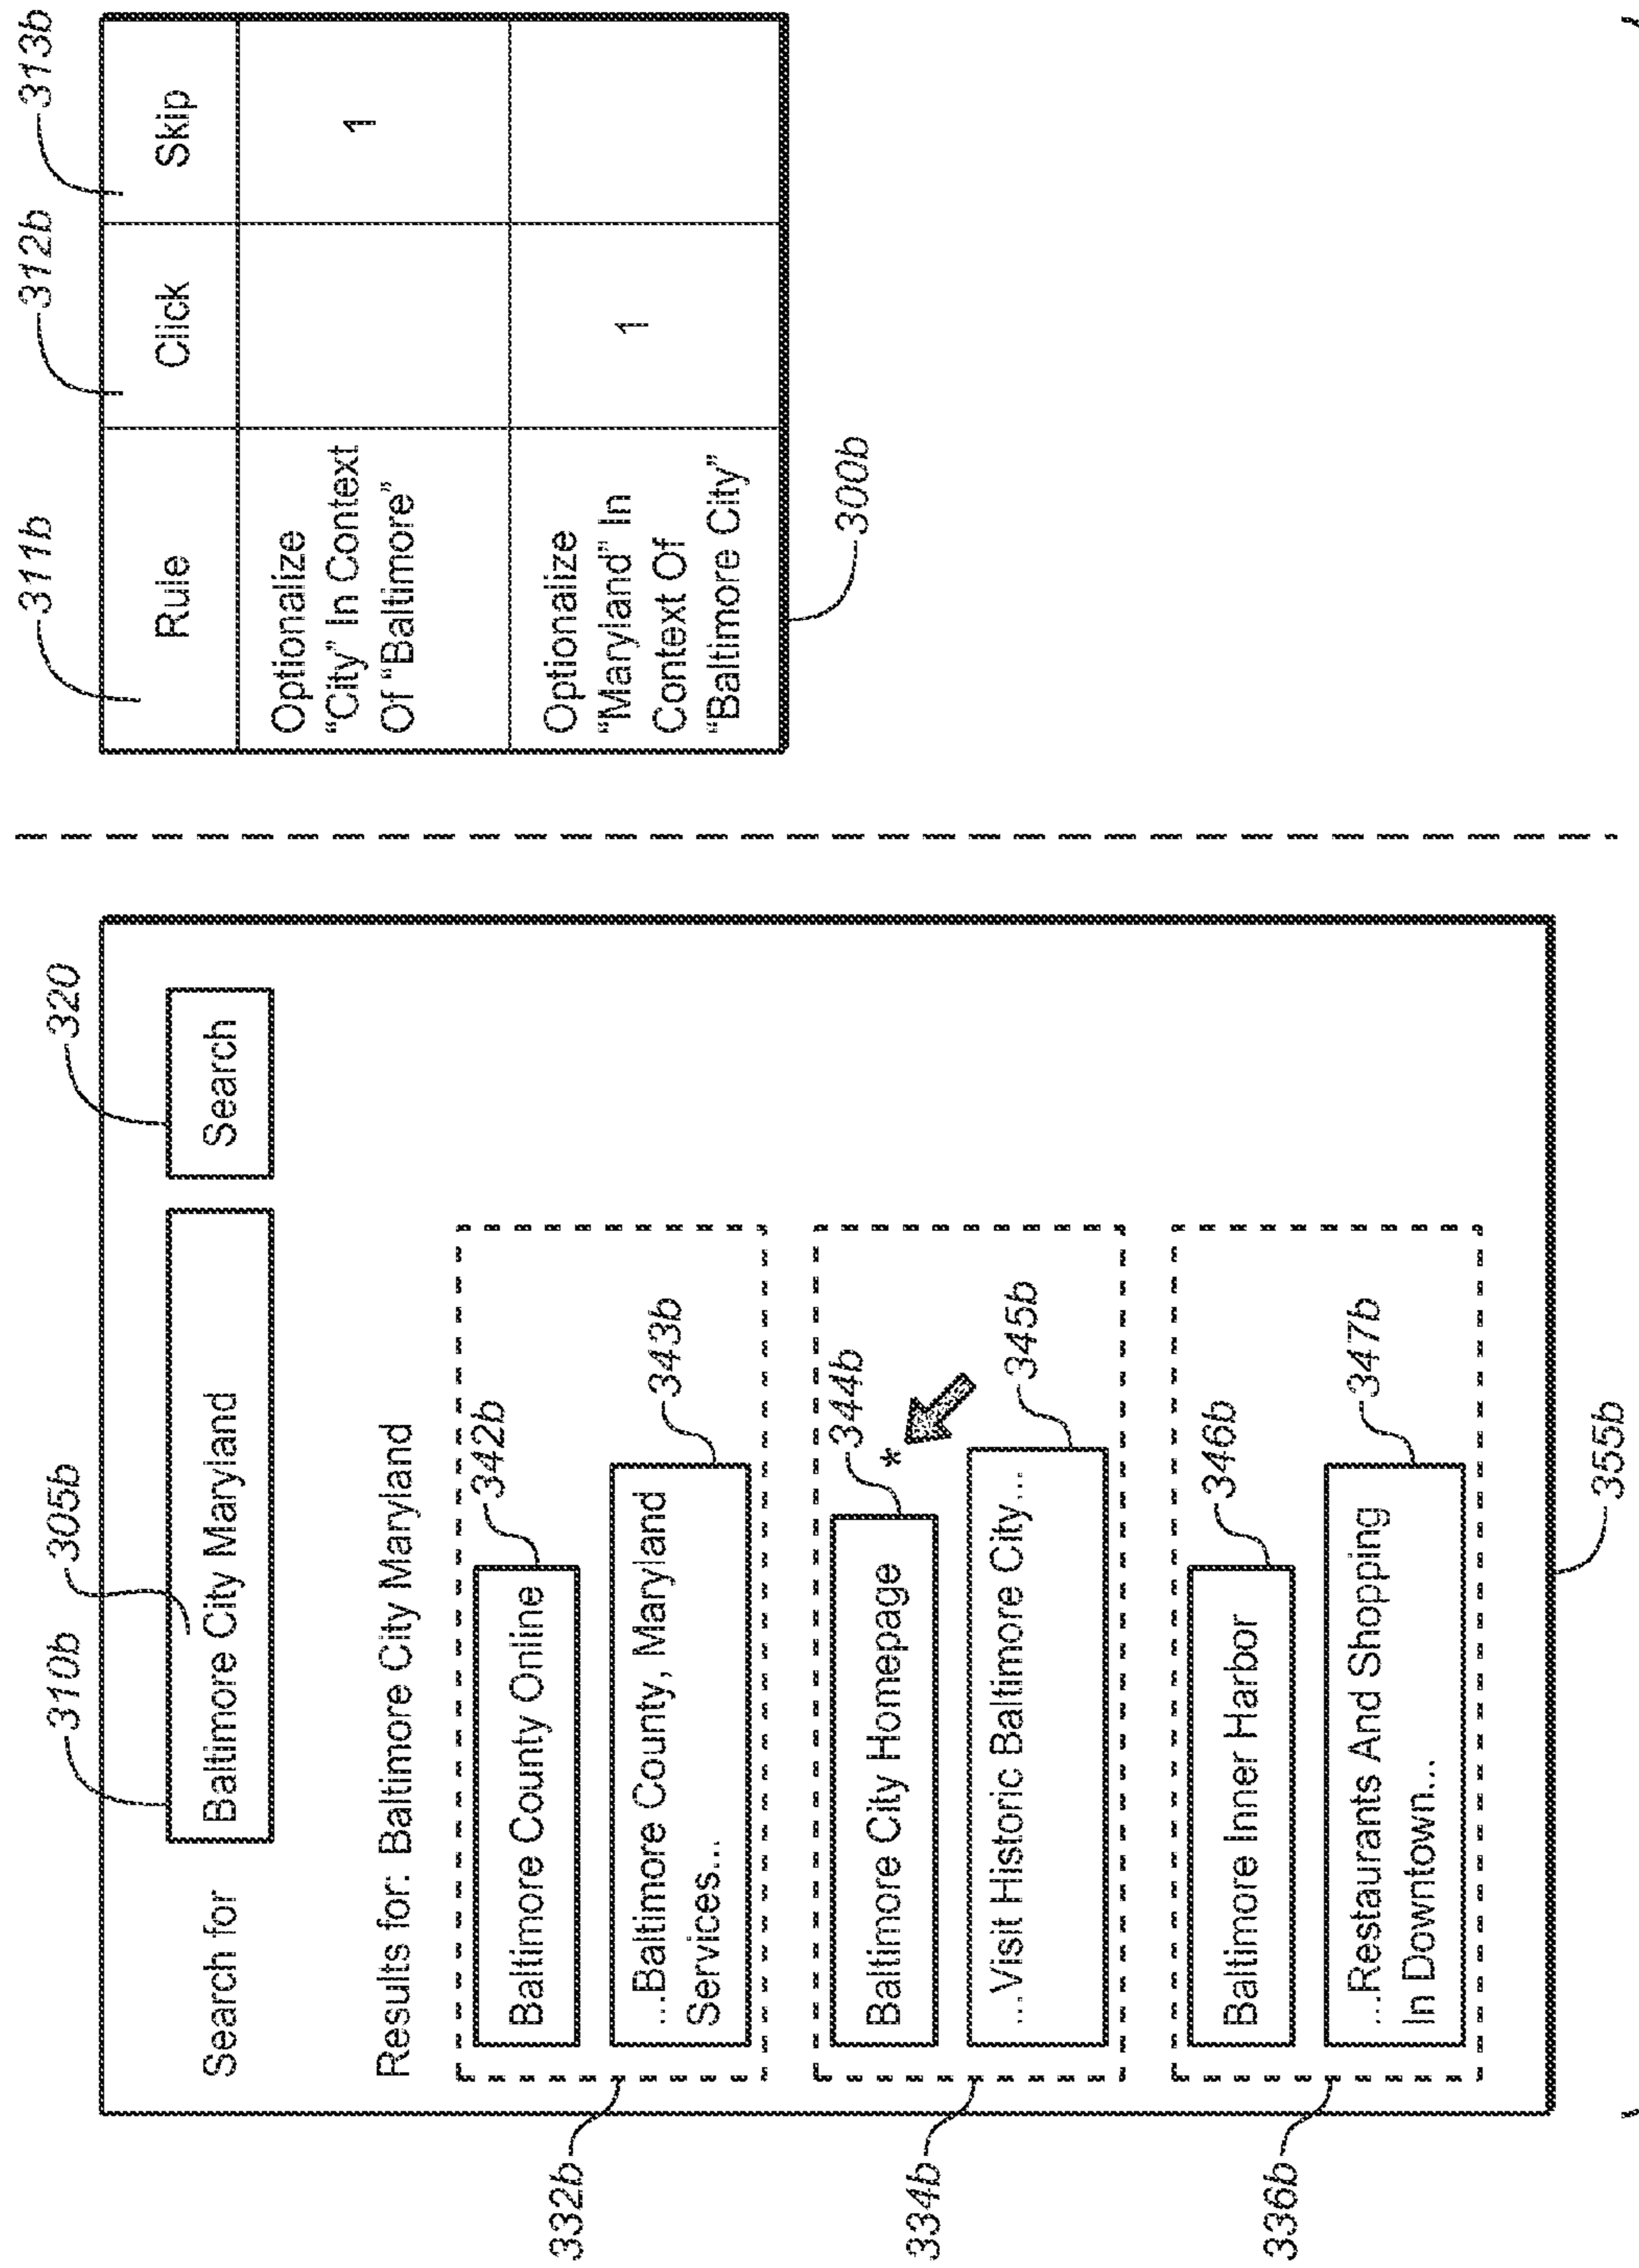 310b
305b
320
Search for
Baltimore City Maryland
Search
Results for: Baltimore City Maryland
332b
Baltimore County Online
342b
...Baltimore County, Maryland
Services...
343b
334b
Baltimore City Homepage
*
344b
...Visit Historic Baltimore City...
345b
336b
Baltimore Inner Harbor
346b
...Restaurants And Shopping
In Downtown...
347b
355b
311b
312b
313b
Rule
Click
Skip
Optionalize
“City” In Context
Of “Baltimore”
1
Optionalize
“Maryland” In
Context Of
“Baltimore City”
1
300b